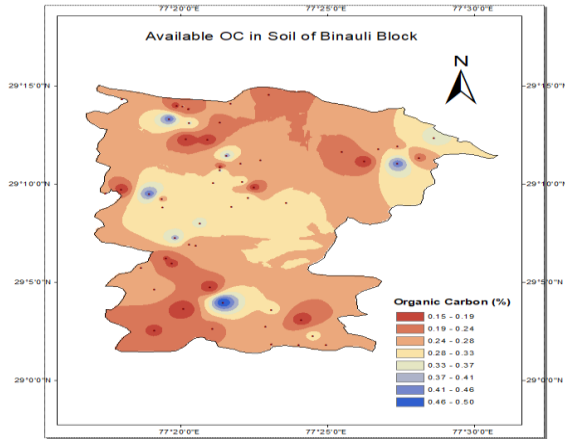 77°20'0"E 77°25'0"E 77°30'0"E
Available OC in Soil of Binauli Block
N
29°15'0"N 29°15'0"N
29°10'0"N 29°10'0"N
29°5'0"N 29°5'0"N
Organic Carbon (%)
0.15 - 0.19
0.19 - 0.24
0.24 - 0.28
0.28 - 0.33
0.33 - 0.37
0.37 - 0.41
0.41 - 0.46
0.46 - 0.50
29°0'0"N 29°0'0"N
77°20'0"E 77°25'0"E 77°30'0"E